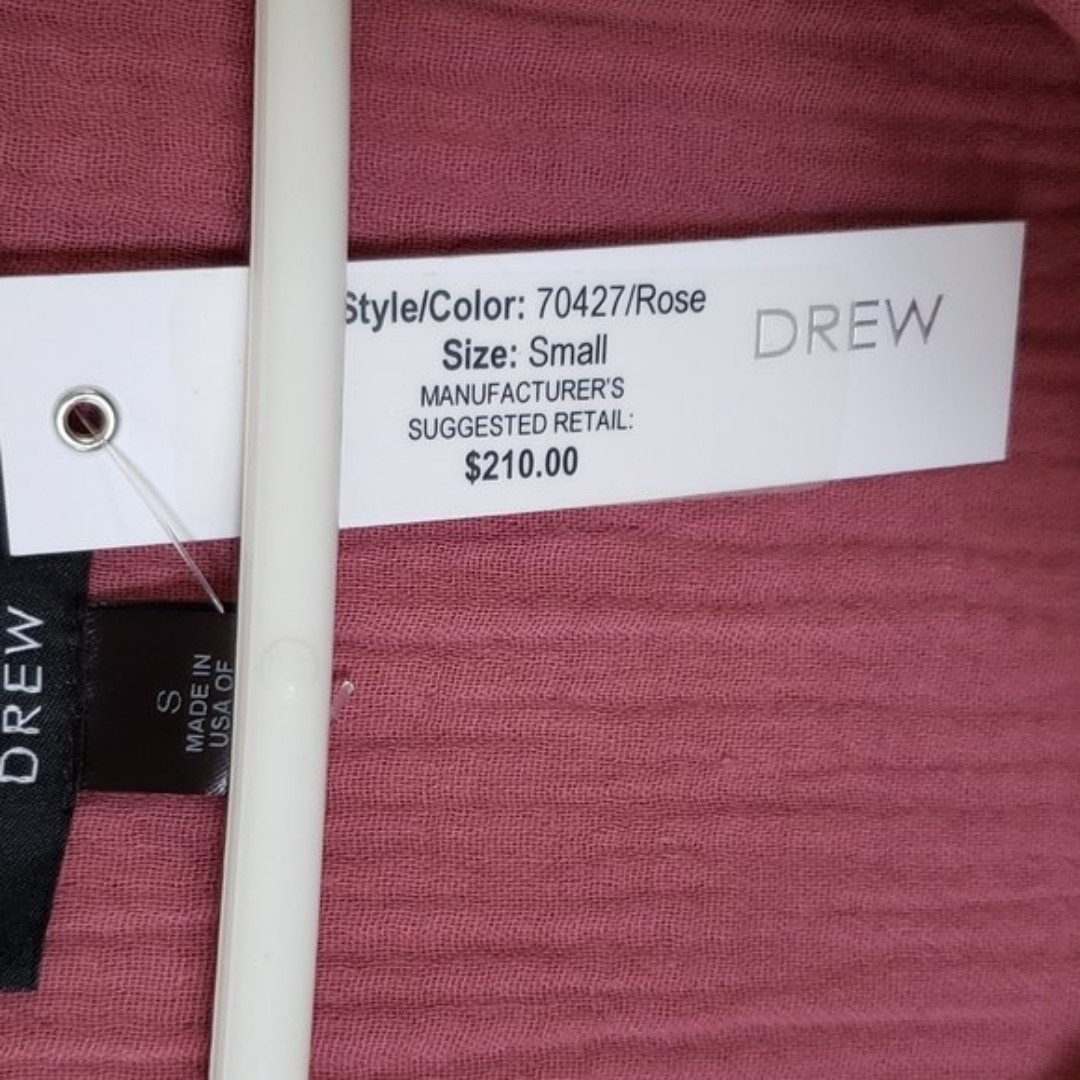 Style/Color: 70427/Rose
Size: Small
MANUFACTURER'S
SUGGESTED RETAIL:
$210.00
DREW
DREW
S
MADE IN
USA OF